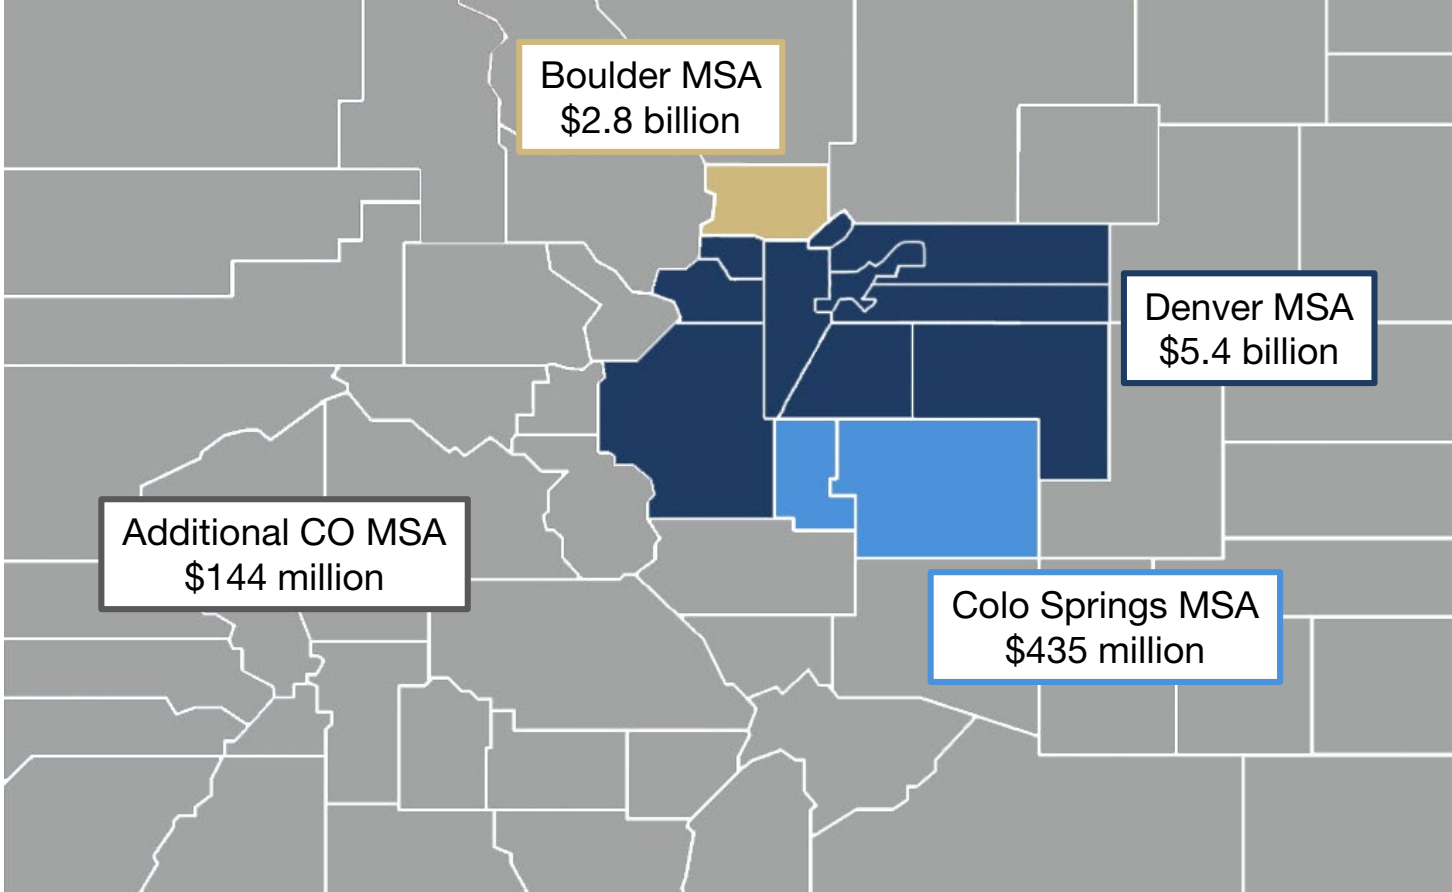 Boulder MSA
$2.8 billion
Denver MSA
$5.4 billion
Additional CO MSA
$144 million
Colo Springs MSA
$435 million